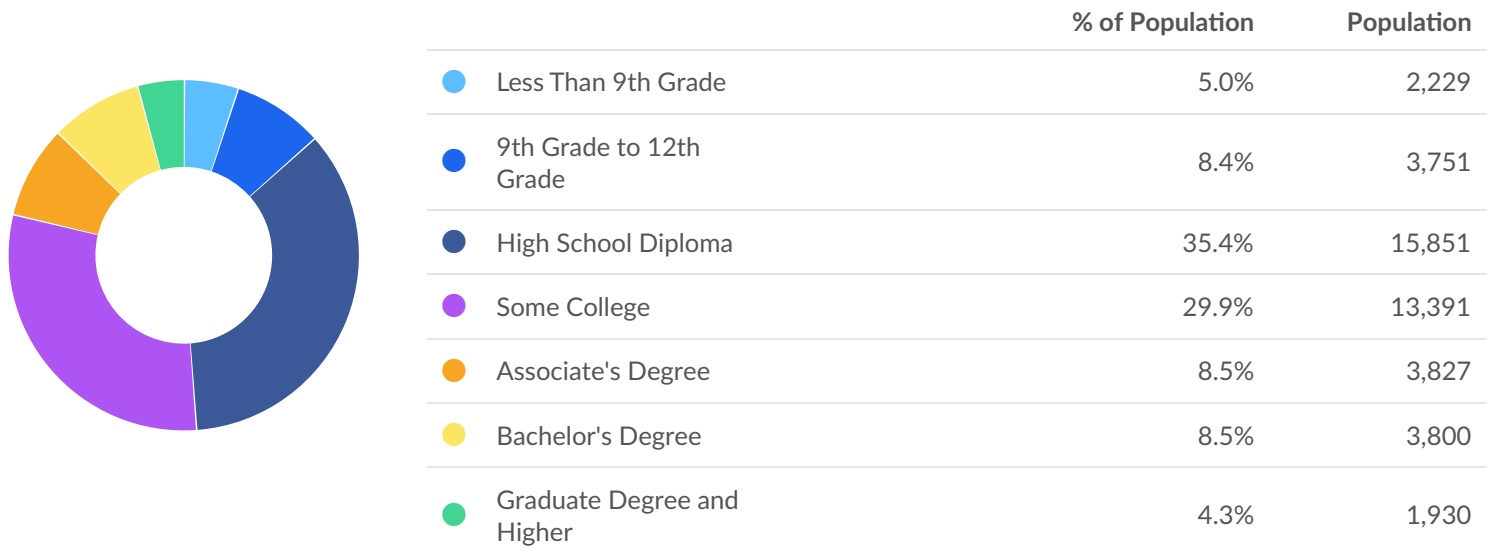 % of Population Population
Less Than 9th Grade 5.0% 2,229
9th Grade to 12th
Grade 8.4% 3,751
High School Diploma 35.4% 15,851
Some College 29.9% 13,391
Associate's Degree 8.5% 3,827
Bachelor's Degree 8.5% 3,800
Graduate Degree and
Higher 4.3% 1,930